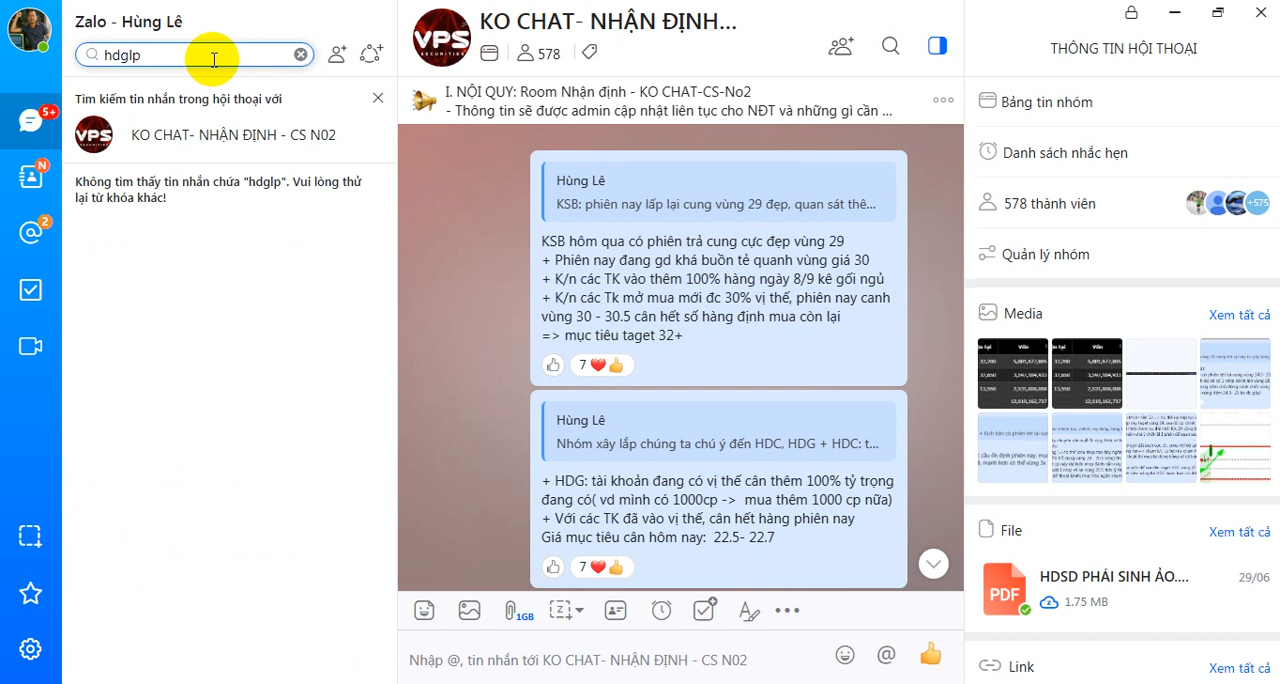 Zalo - Hùng Lê
hdglp
5+
N
2
Tìm kiếm tin nhắn trong hội thoại với
VPS
KO CHAT- NHẬN ĐỊNH - CS N02
Không tìm thấy tin nhắn chứa "hdglp". Vui lòng thử
lại từ khóa khác!
VPS
SECURITIES
KO CHAT- NHẬN ĐỊNH...
578
I. NỘI QUY: Room Nhận định - KO CHAT-CS-No2
- Thông tin sẽ được admin cập nhật liên tục cho NĐT và những gì cần ...
Hùng Lê
KSB: phiên nay lấp lại cung vùng 29 đẹp, quan sát thê...
KSB hôm qua có phiên trả cung cực đẹp vùng 29
+ Phiên nay đang gd khá buồn tẻ quanh vùng giá 30
+ K/n các TK vào thêm 100% hàng ngày 8/9 kê gối ngủ
+ K/n các Tk mở mua mới đc 30% vị thế, phiên nay canh
vùng 30 - 30.5 cân hết số hàng định mua còn lại
=> mục tiêu taget 32+
7
Hùng Lê
Nhóm xây lắp chúng ta chú ý đến HDC, HDG + HDC: t...
+ HDG: tài khoản đang có vị thế cân thêm 100% tỷ trọng
đang có( vd mình có 1000cp -> mua thêm 1000 cp nữa)
+ Với các TK đã vào vị thế, cân hết hàng phiên nay
Giá mục tiêu cân hôm nay: 22.5- 22.7
7
1GB
Nhập @, tin nhắn tới KO CHAT- NHẬN ĐỊNH - CS N02
THÔNG TIN HỘI THOẠI
Bảng tin nhóm
Danh sách nhắc hẹn
578 thành viên
+575
Quản lý nhóm
Media
Xem tất cả
File
Xem tất cả
PDF
HDSD PHÁI SINH ẢO....
29/06
1.75 MB
Link
Xem tất cả